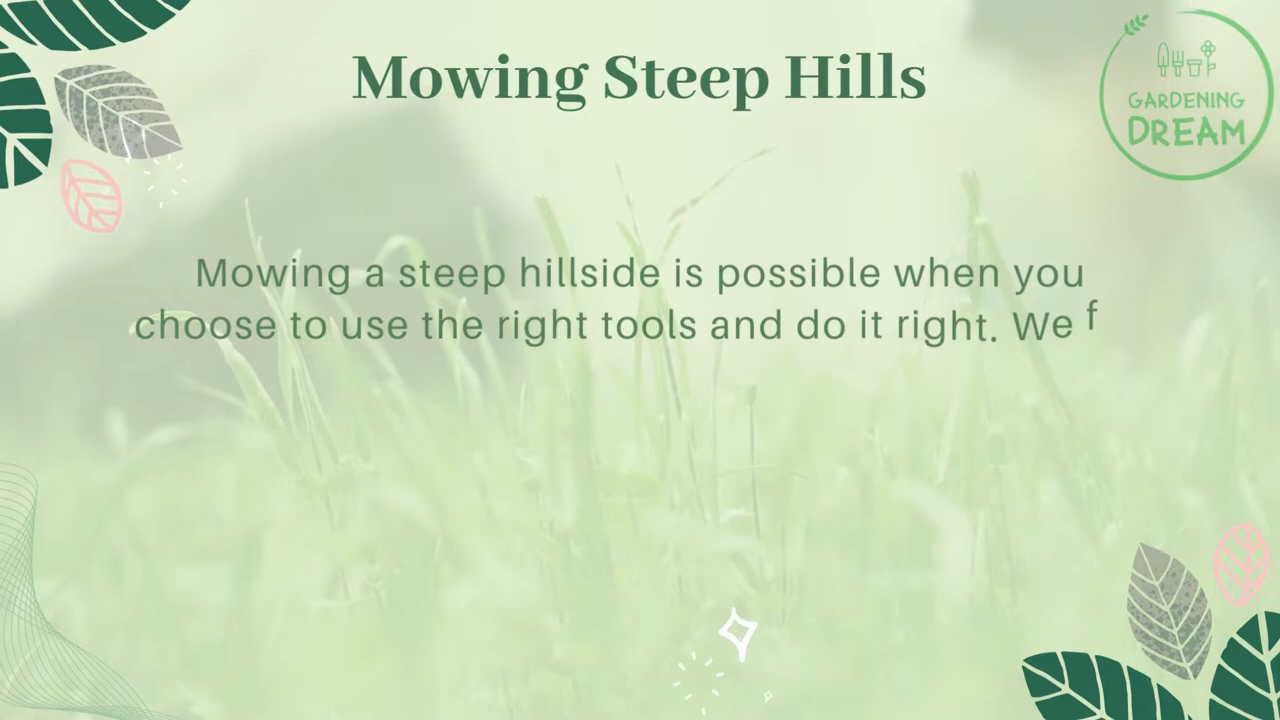 Mowing Steep Hills
GARDENING
DREAM
Mowing a steep hillside is possible when you
choose to use the right tools and do it right. We f